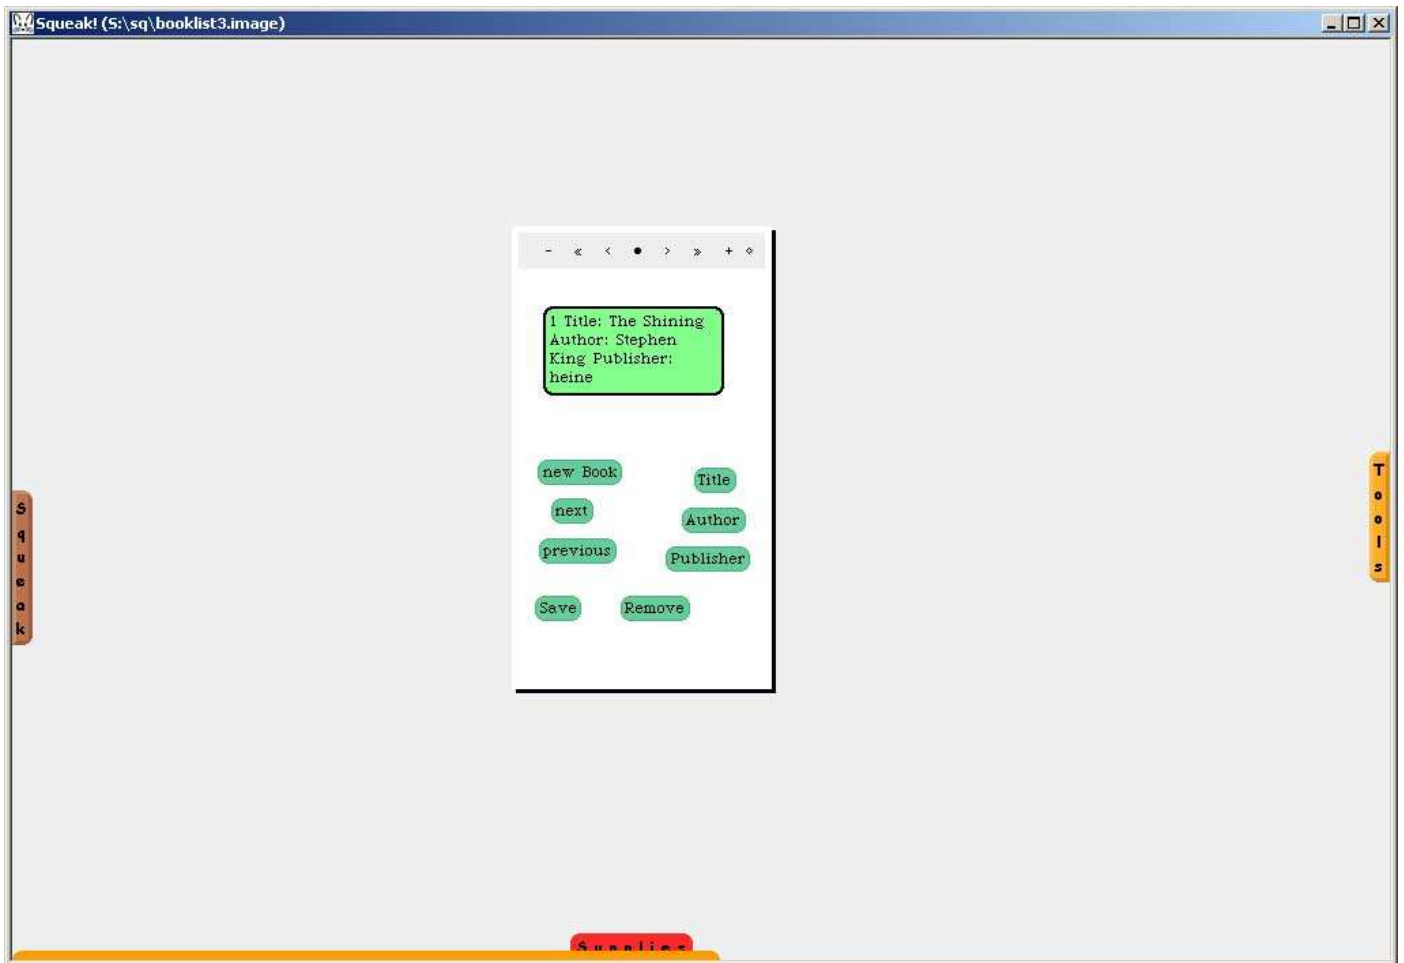 Squeak! (S:\sq\booklist3.image)
- « < ● > » + ◇
1 Title: The Shining
Author: Stephen
King Publisher:
heine
new Book
Title
next
Author
previous
Publisher
Save
Remove
Squeak
Tools
Supplies